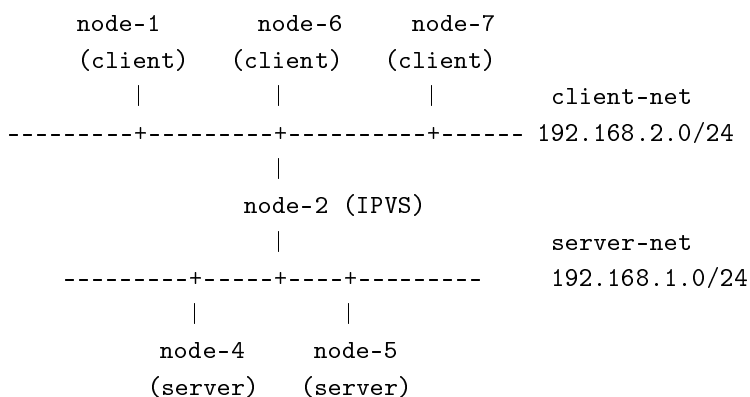 node-1 node-6 node-7
(client) (client) (client)
| | | client-net
---------+---------+----------+------ 192.168.2.0/24
|
node-2 (IPVS)
| server-net
---------+-----+----+--------- 192.168.1.0/24
| |
node-4 node-5
(server) (server)